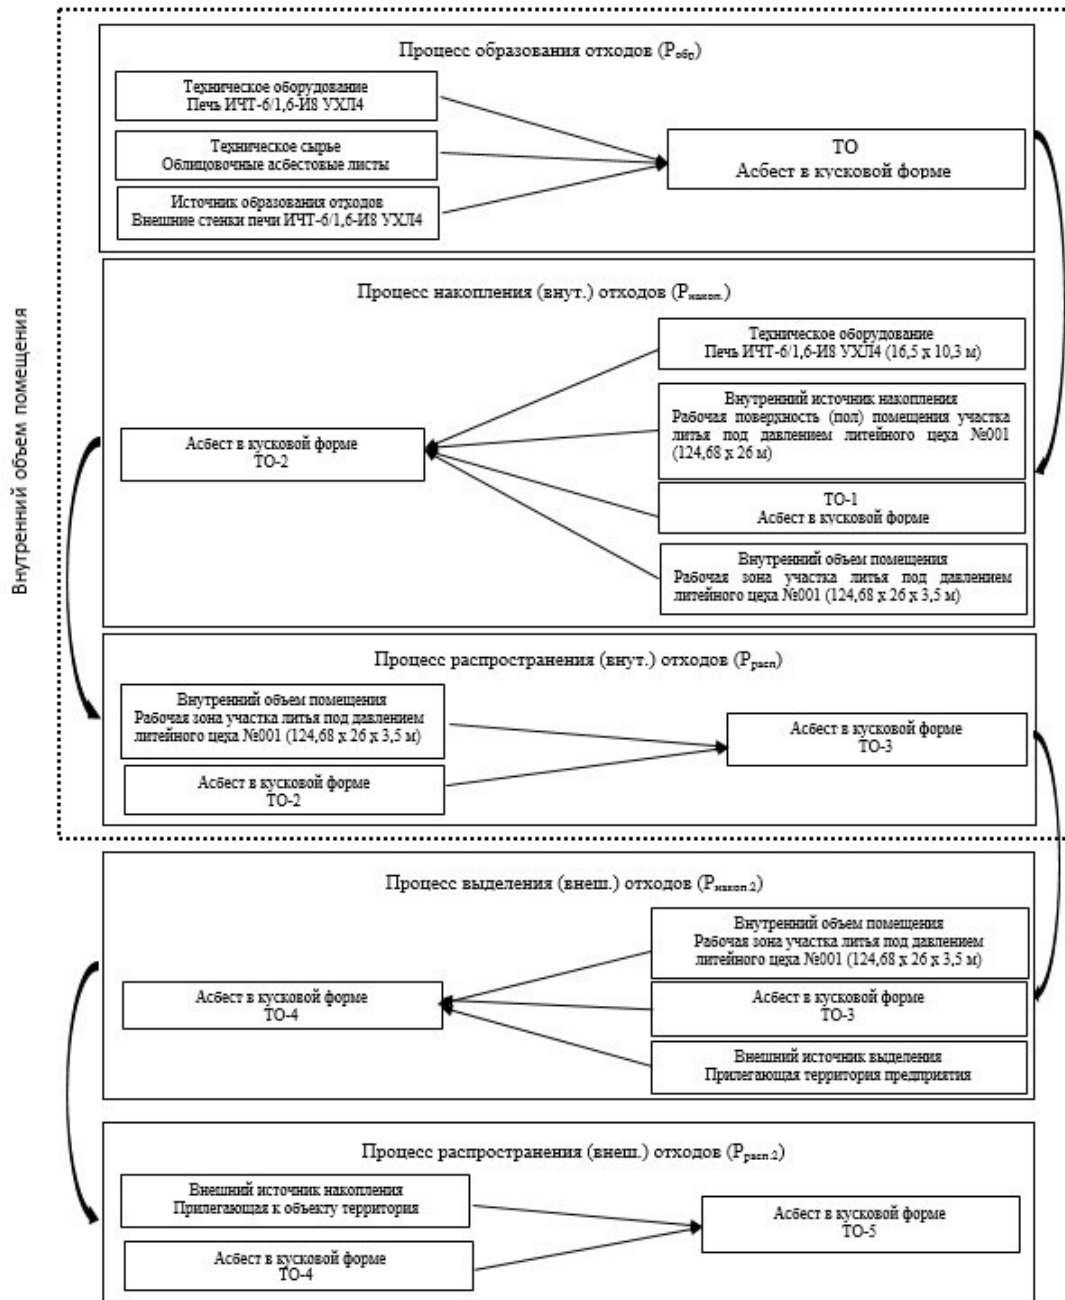 Внутренний объем помещения
Процесс образования отходов (Pобр)
Техническое оборудование
Печь ИЧТ-6/1,6-И8 УХЛ4
Техническое сырье
Облицовочные асбестовые листы
Источник образования отходов
Внешние стенки печи ИЧТ-6/1,6-И8 УХЛ4
ТО
Асбест в кусковой форме
Процесс накопления (внут.) отходов (Pнакоп.)
Техническое оборудование
Печь ИЧТ-6/1,6-И8 УХЛ4 (16,5 х 10,3 м)
Внутренний источник накопления
Рабочая поверхность (пол) помещения участка
литья под давлением литейного цеха №001
(124,68 х 26 м)
Асбест в кусковой форме
ТО-2
ТО-1
Асбест в кусковой форме
Внутренний объем помещения
Рабочая зона участка литья под давлением
литейного цеха №001 (124,68 х 26 х 3,5 м)
Процесс распространения (внут.) отходов (Pрасп)
Внутренний объем помещения
Рабочая зона участка литья под давлением
литейного цеха №001 (124,68 х 26 х 3,5 м)
Асбест в кусковой форме
ТО-2
Асбест в кусковой форме
ТО-3
Процесс выделения (внеш.) отходов (Pнакоп.2)
Внутренний объем помещения
Рабочая зона участка литья под давлением
литейного цеха №001 (124,68 х 26 х 3,5 м)
Асбест в кусковой форме
ТО-4
Асбест в кусковой форме
ТО-3
Внешний источник выделения
Прилегающая территория предприятия
Процесс распространения (внеш.) отходов (Pрасп.2)
Внешний источник накопления
Прилегающая к объекту территория
Асбест в кусковой форме
ТО-4
Асбест в кусковой форме
ТО-5